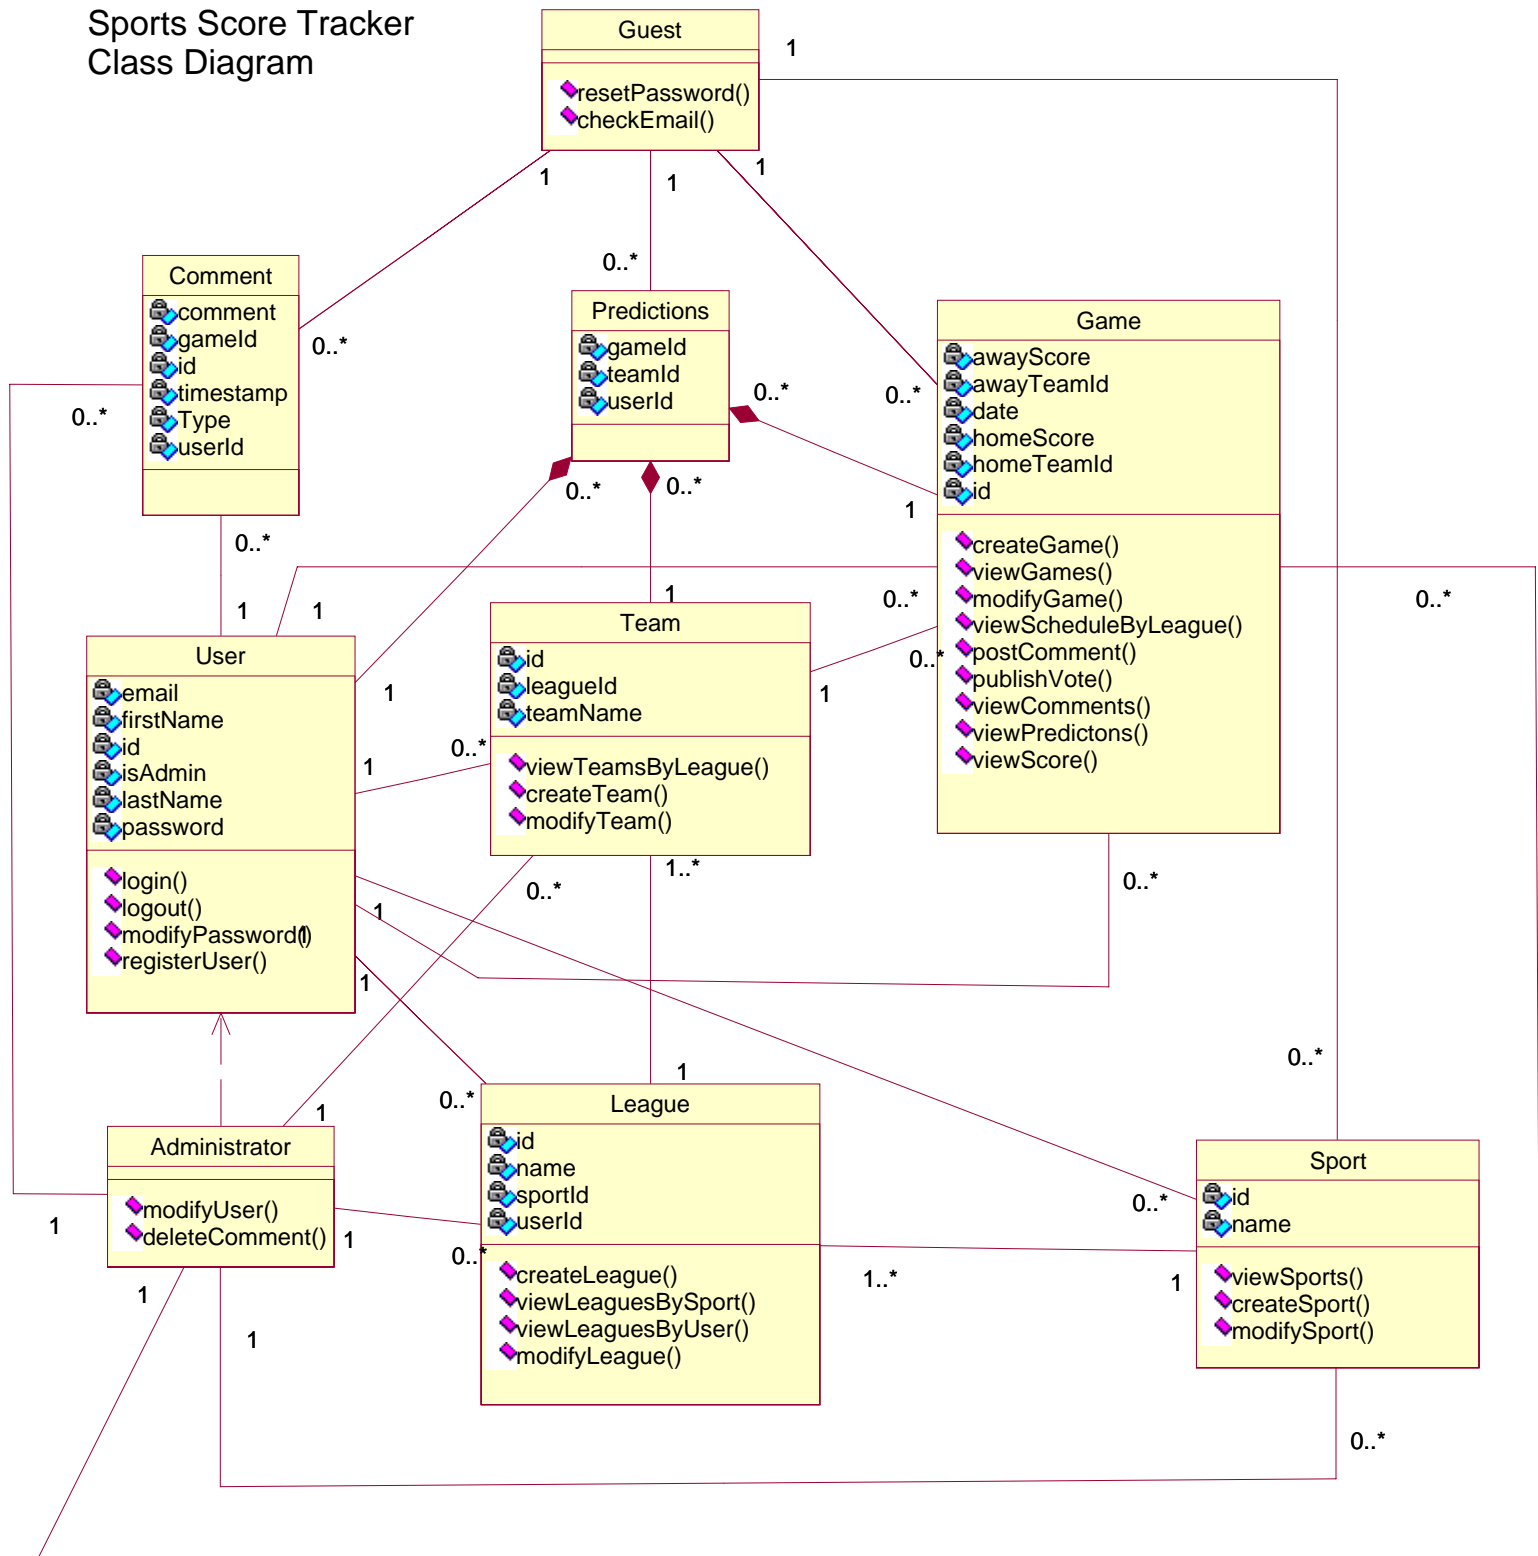 Sports Score Tracker
Class Diagram
Guest
resetPassword()
checkEmail()
1
1
1
1
0..*
0..*
0..*
Comment
comment
gameId
id
timestamp
Type
userId
0..*
0..*
Predictions
gameId
teamId
userId
0..*
0..*
0..*
Game
awayScore
awayTeamId
date
homeScore
homeTeamId
id
createGame()
viewGames()
modifyGame()
viewScheduleByLeague()
postComment()
publishVote()
viewComments()
viewPredictons()
viewScore()
1
0..*
0..*
0..*
0..*
1
1
1
1
User
email
firstName
id
isAdmin
lastName
password
login()
logout()
modifyPassword()
registerUser()
1
1
1
1
1
Team
id
leagueId
teamName
viewTeamsByLeague()
createTeam()
modifyTeam()
0..*
1
0..*
1..*
1
0..*
1
League
id
name
sportId
userId
createLeague()
viewLeaguesBySport()
viewLeaguesByUser()
modifyLeague()
0..*
1..*
Administrator
modifyUser()
deleteComment()
1
1
1
1
0..*
0..*
1
Sport
id
name
viewSports()
createSport()
modifySport()
0..*